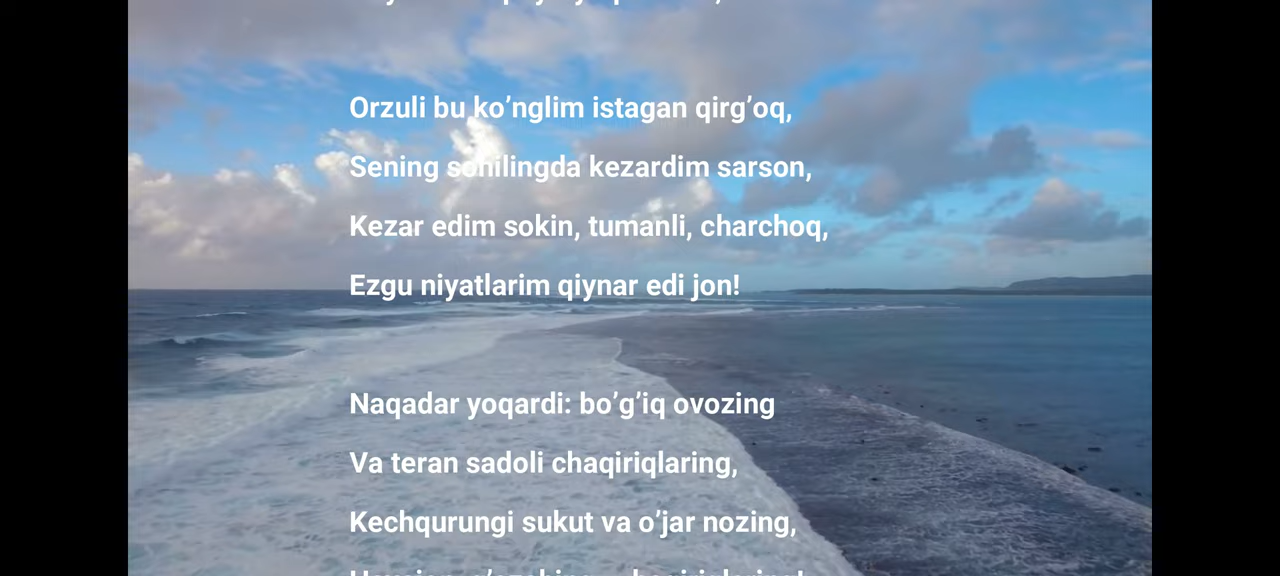 Orzuli bu ko’nglim istagan qirg’oq,
Sening sohilingda kezardim sarson,
Kezar edim sokin, tumanli, charchoq,
Ezgu niyatlarim qiynar edi jon!
Naqadar yoqardi: bo’g’iq ovozing
Va teran sadoli chaqiriqlaring,
Kechqurungi sukut va o’jar nozing,